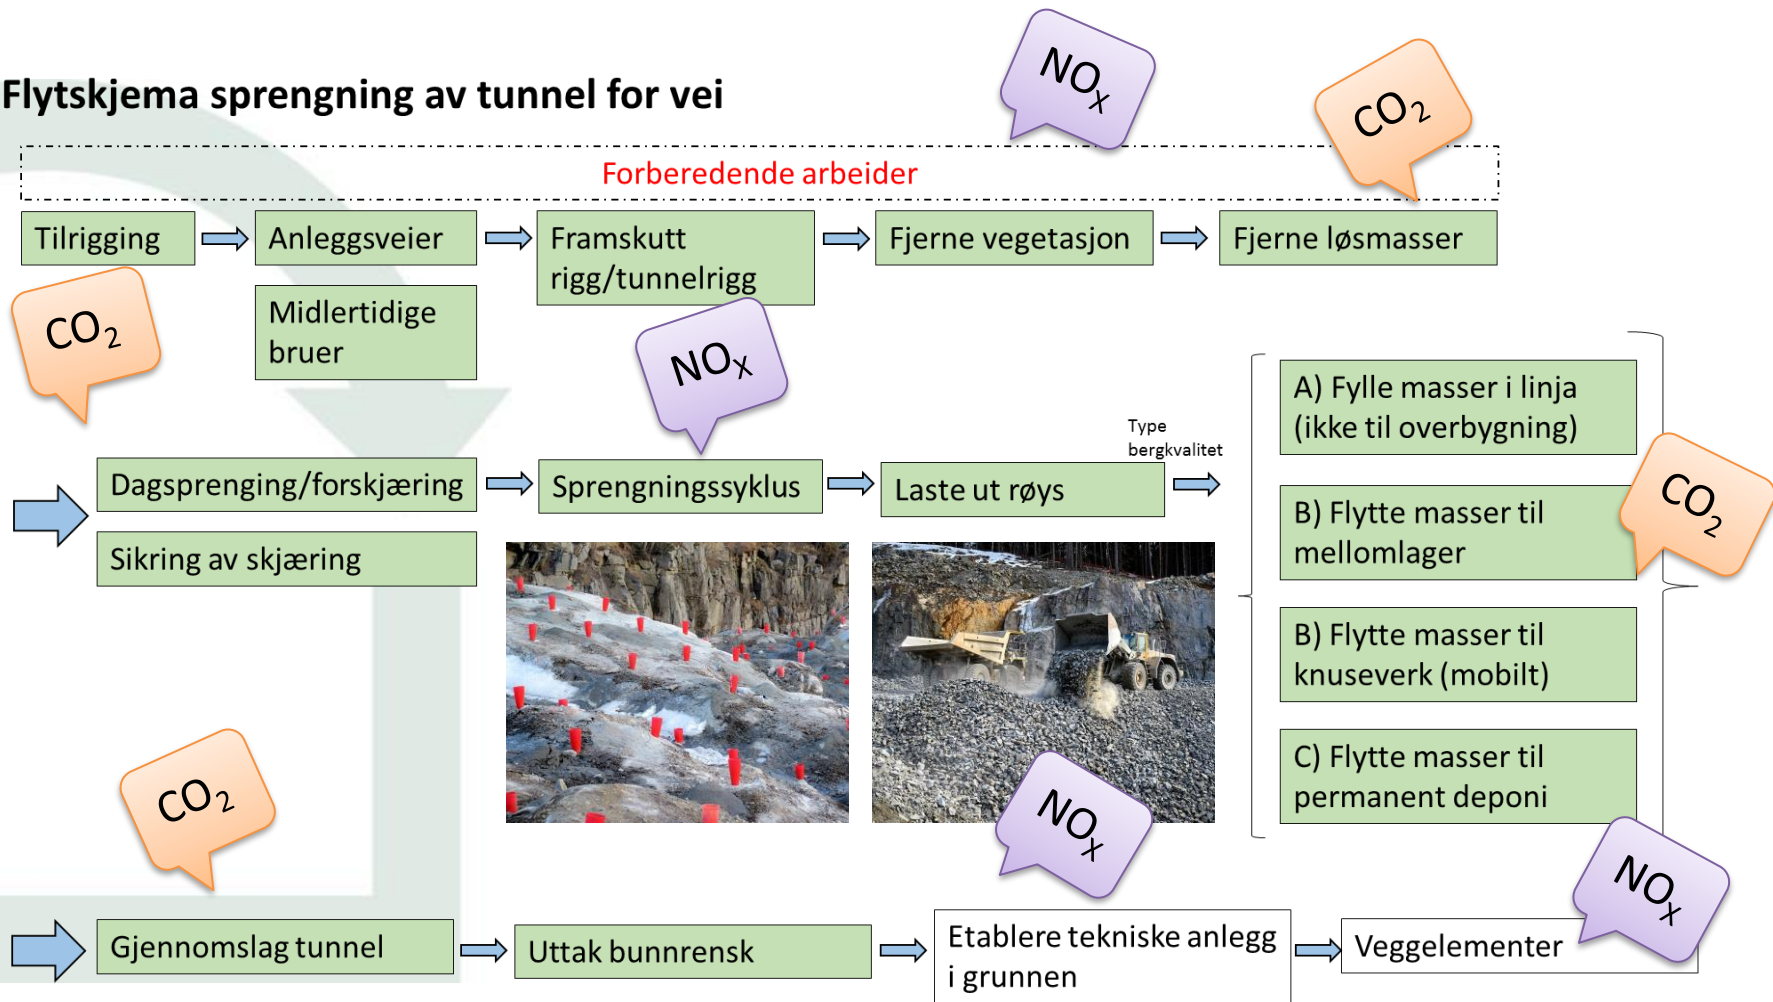 NOX
CO2
Flytskjema sprengning av tunnel for vei
Forberedende arbeider
Tilrigging
Anleggsveier
Framskutt
rigg/tunnelrigg
Fjerne vegetasjon
Fjerne løsmasser
Midlertidige
bruer
CO2
NOX
A) Fylle masser i linja
(ikke til overbygning)
Type
bergkvalitet
Dagsprenging/forskjæring
Sprengningssyklus
Laste ut røys
CO2
B) Flytte masser til
mellomlager
Sikring av skjæring
B) Flytte masser til
knuseverk (mobilt)
C) Flytte masser til
permanent deponi
CO2
NOX
NOX
Gjennomslag tunnel
Uttak bunnrensk
Etablere tekniske anlegg
i grunnen
Veggelementer